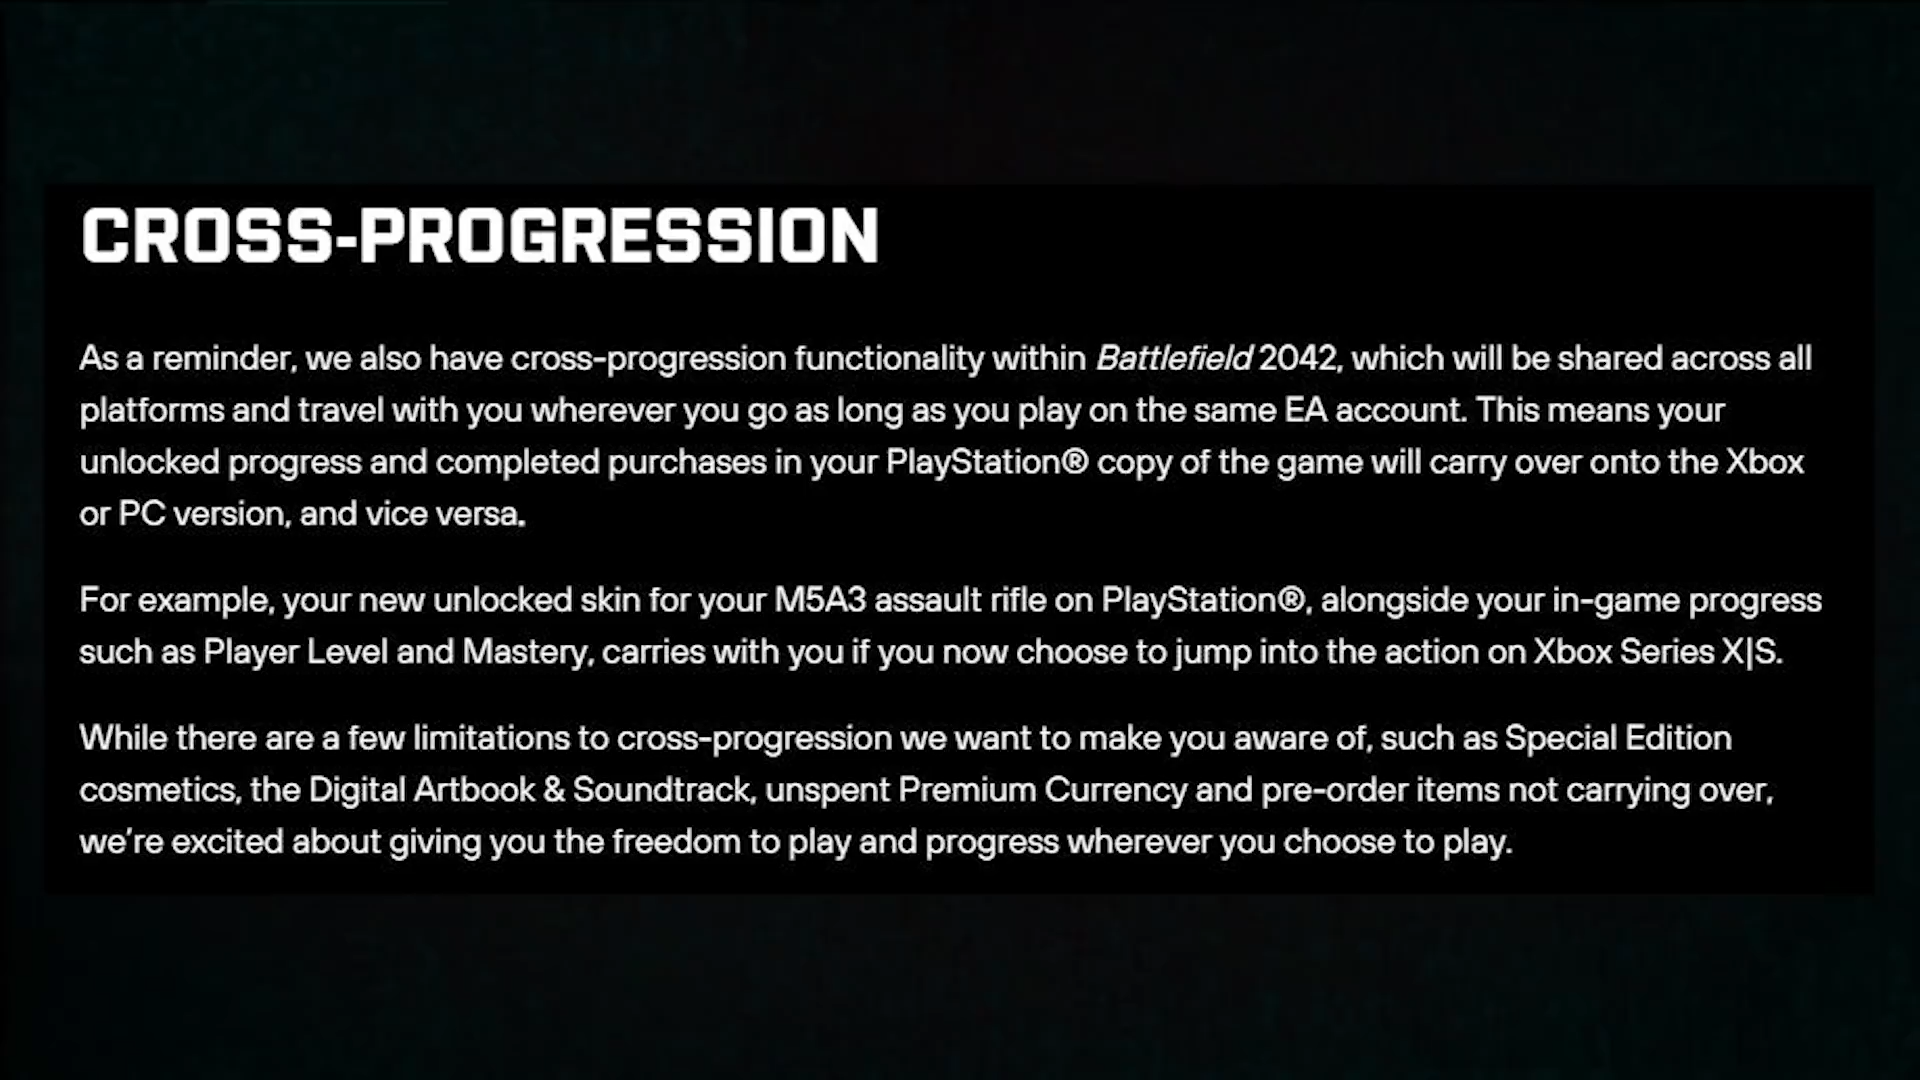 CROSS-PROGRESSION
As a reminder, we also have cross-progression functionality within Battlefield 2042, which will be shared across all
platforms and travel with you wherever you go as long as you play on the same EA account. This means your
unlocked progress and completed purchases in your PlayStation® copy of the game will carry over onto the Xbox
or PC version, and vice versa.
For example, your new unlocked skin for your M5A3 assault rifle on PlayStation®, alongside your in-game progress
such as Player Level and Mastery, carries with you if you now choose to jump into the action on Xbox Series X|S.
While there are a few limitations to cross-progression we want to make you aware of, such as Special Edition
cosmetics, the Digital Artbook & Soundtrack, unspent Premium Currency and pre-order items not carrying over,
we’re excited about giving you the freedom to play and progress wherever you choose to play.